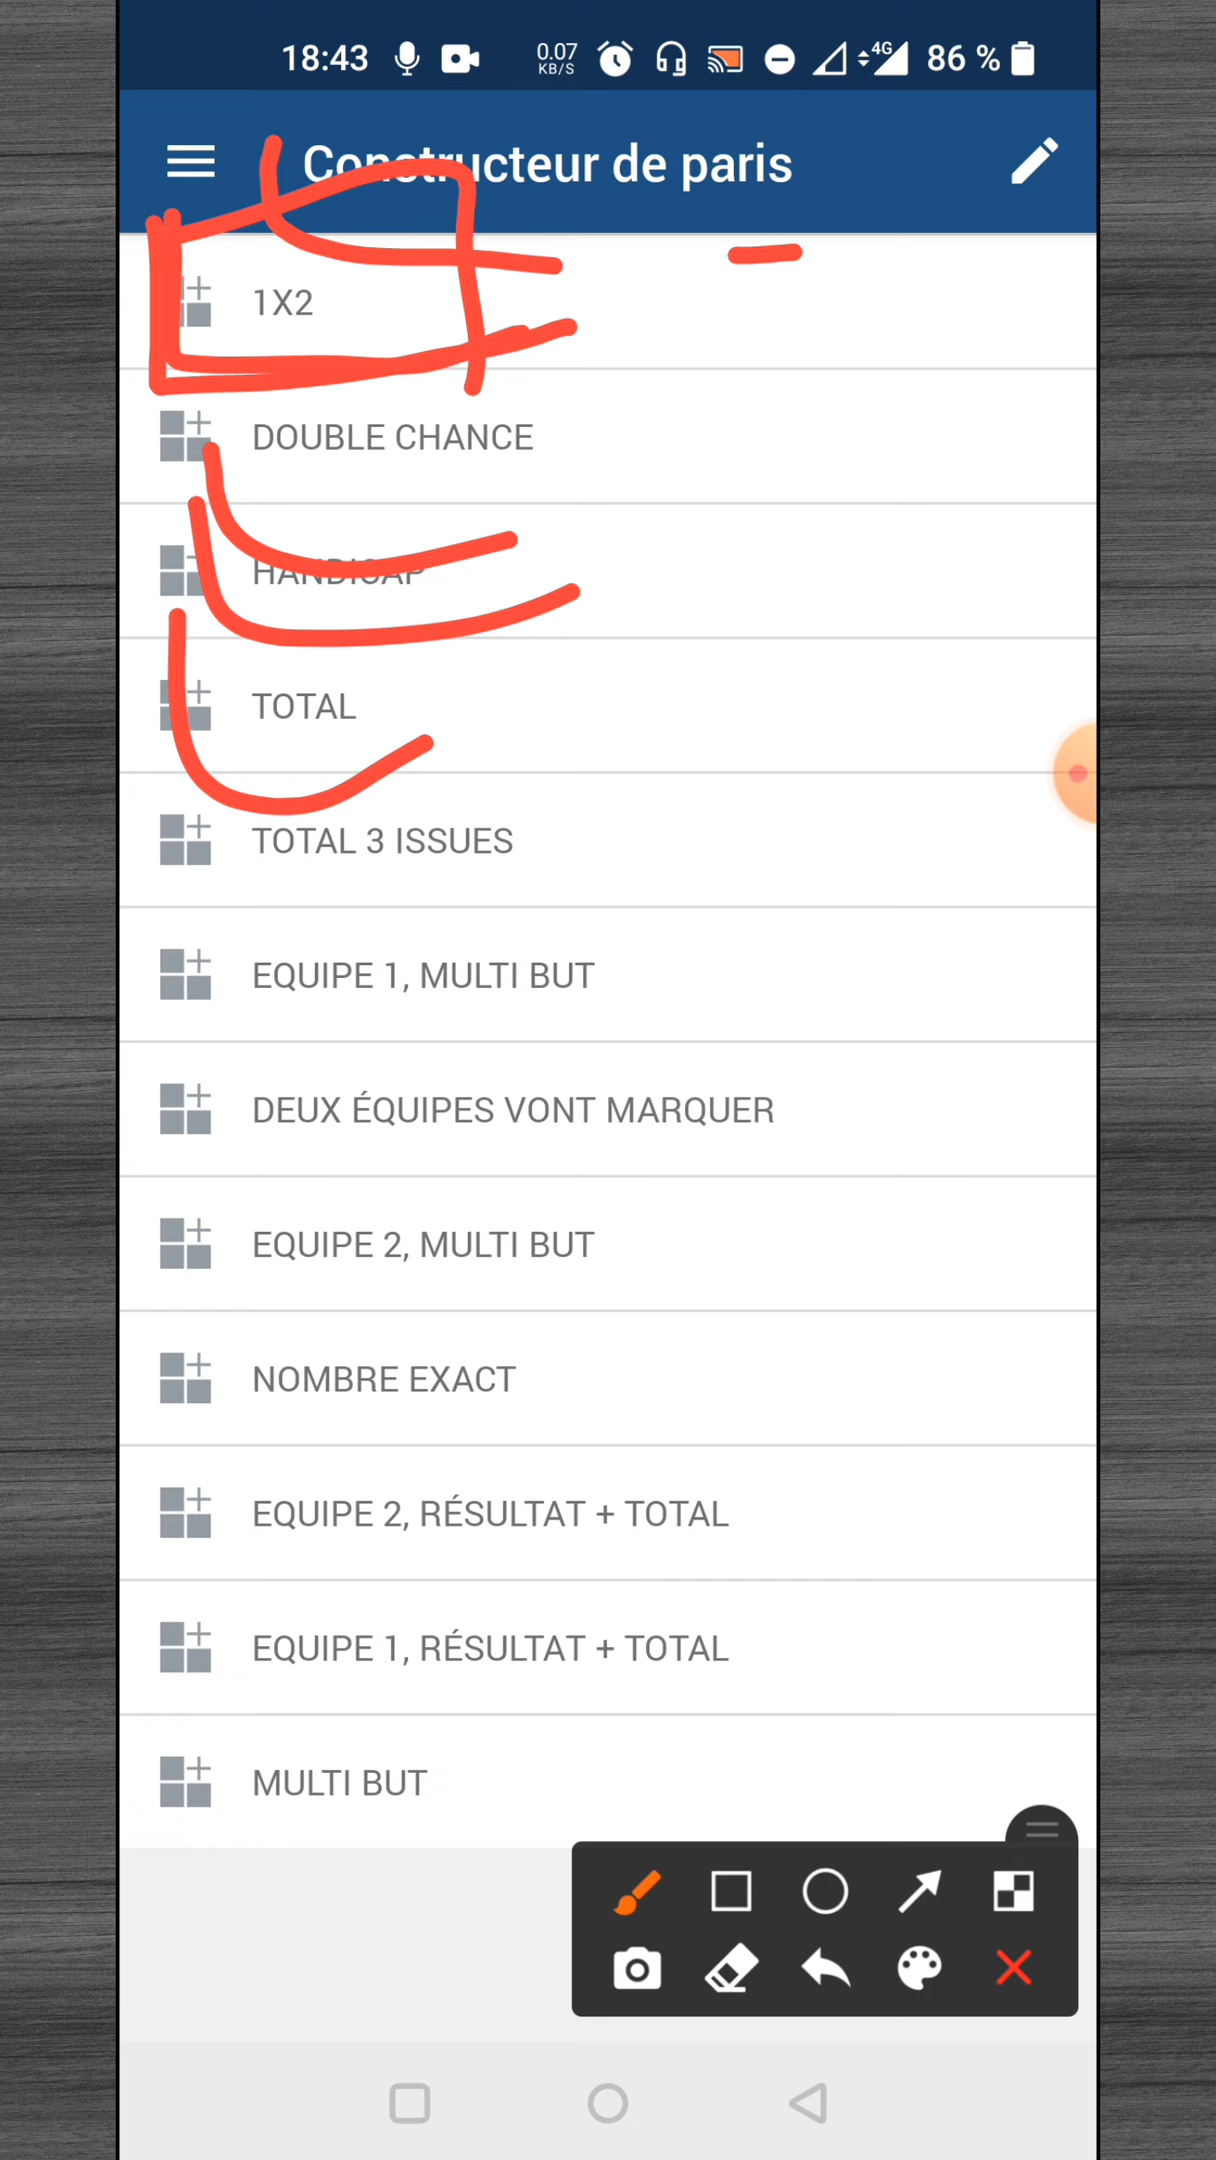 18:43 0.07 KB/S 4G 86 %
Constructeur de paris
1X2
DOUBLE CHANCE
HANDICAP
TOTAL
TOTAL 3 ISSUES
EQUIPE 1, MULTI BUT
DEUX ÉQUIPES VONT MARQUER
EQUIPE 2, MULTI BUT
NOMBRE EXACT
EQUIPE 2, RÉSULTAT + TOTAL
EQUIPE 1, RÉSULTAT + TOTAL
MULTI BUT